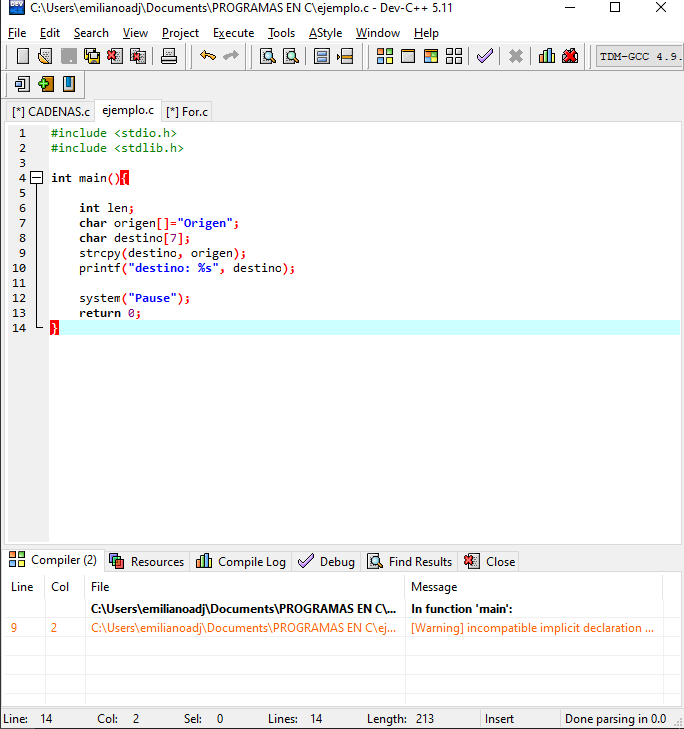 C:\Users\emilianoadj\Documents\PROGRAMAS EN C\ejemplo.c - Dev-C++ 5.11
File Edit Search View Project Execute Tools AStyle Window Help
TDM-GCC 4.9.
[*] CADENAS.c ejemplo.c [*] For.c
1 #include <stdio.h>
2 #include <stdlib.h>
3
4 int main(){
5
6 int len;
7 char origen[]="Origen";
8 char destino[7];
9 strcpy(destino, origen);
10 printf("destino: %s", destino);
11
12 system("Pause");
13 return 0;
14 }
Compiler (2) Resources Compile Log Debug Find Results Close
Line Col File Message
C:\Users\emilianoadj\Documents\PROGRAMAS EN C\... In function 'main':
9 2 C:\Users\emilianoadj\Documents\PROGRAMAS EN C\ej... [Warning] incompatible implicit declaration ...
Line: 14 Col: 2 Sel: 0 Lines: 14 Length: 213 Insert Done parsing in 0.0